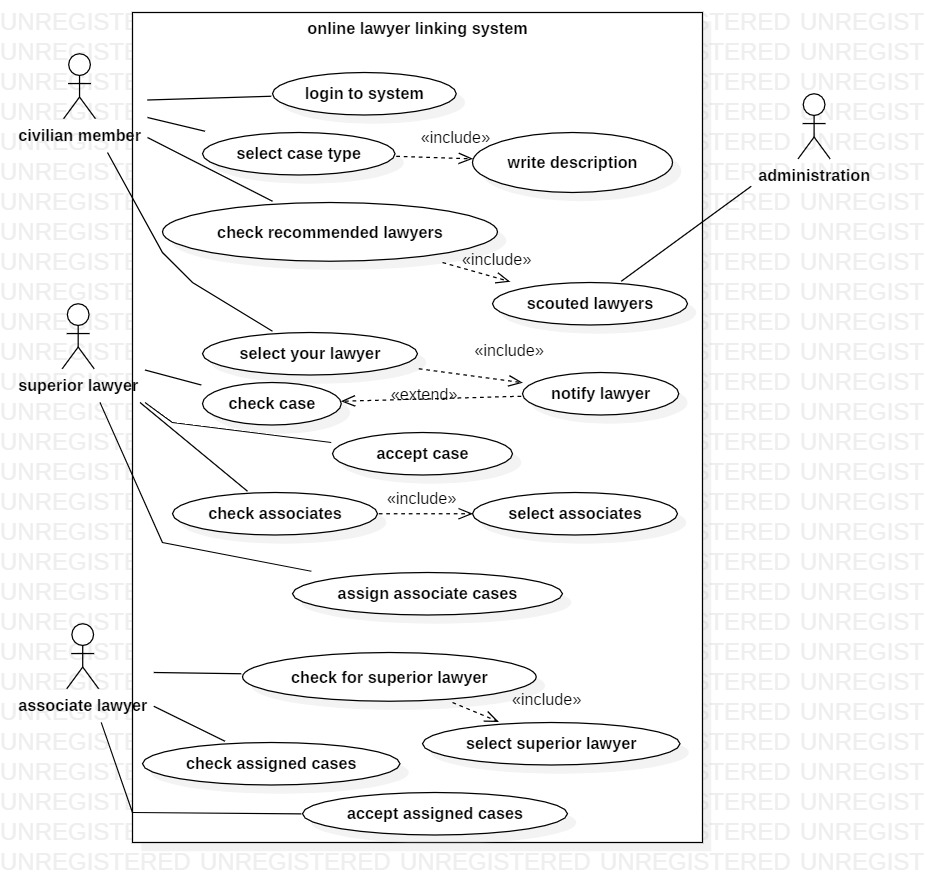 online lawyer linking system
login to system
civilian member
«include»
select case type
write description
administration
check recommended lawyers
«include»
scouted lawyers
select your lawyer
«include»
superior lawyer
check case
«extend»
notify lawyer
accept case
check associates
«include»
select associates
assign associate cases
check for superior lawyer
«include»
associate lawyer
select superior lawyer
check assigned cases
accept assigned cases
UNREGISTERED UNREGISTERED UNREGISTERED UNREGISTERED UNREGIST